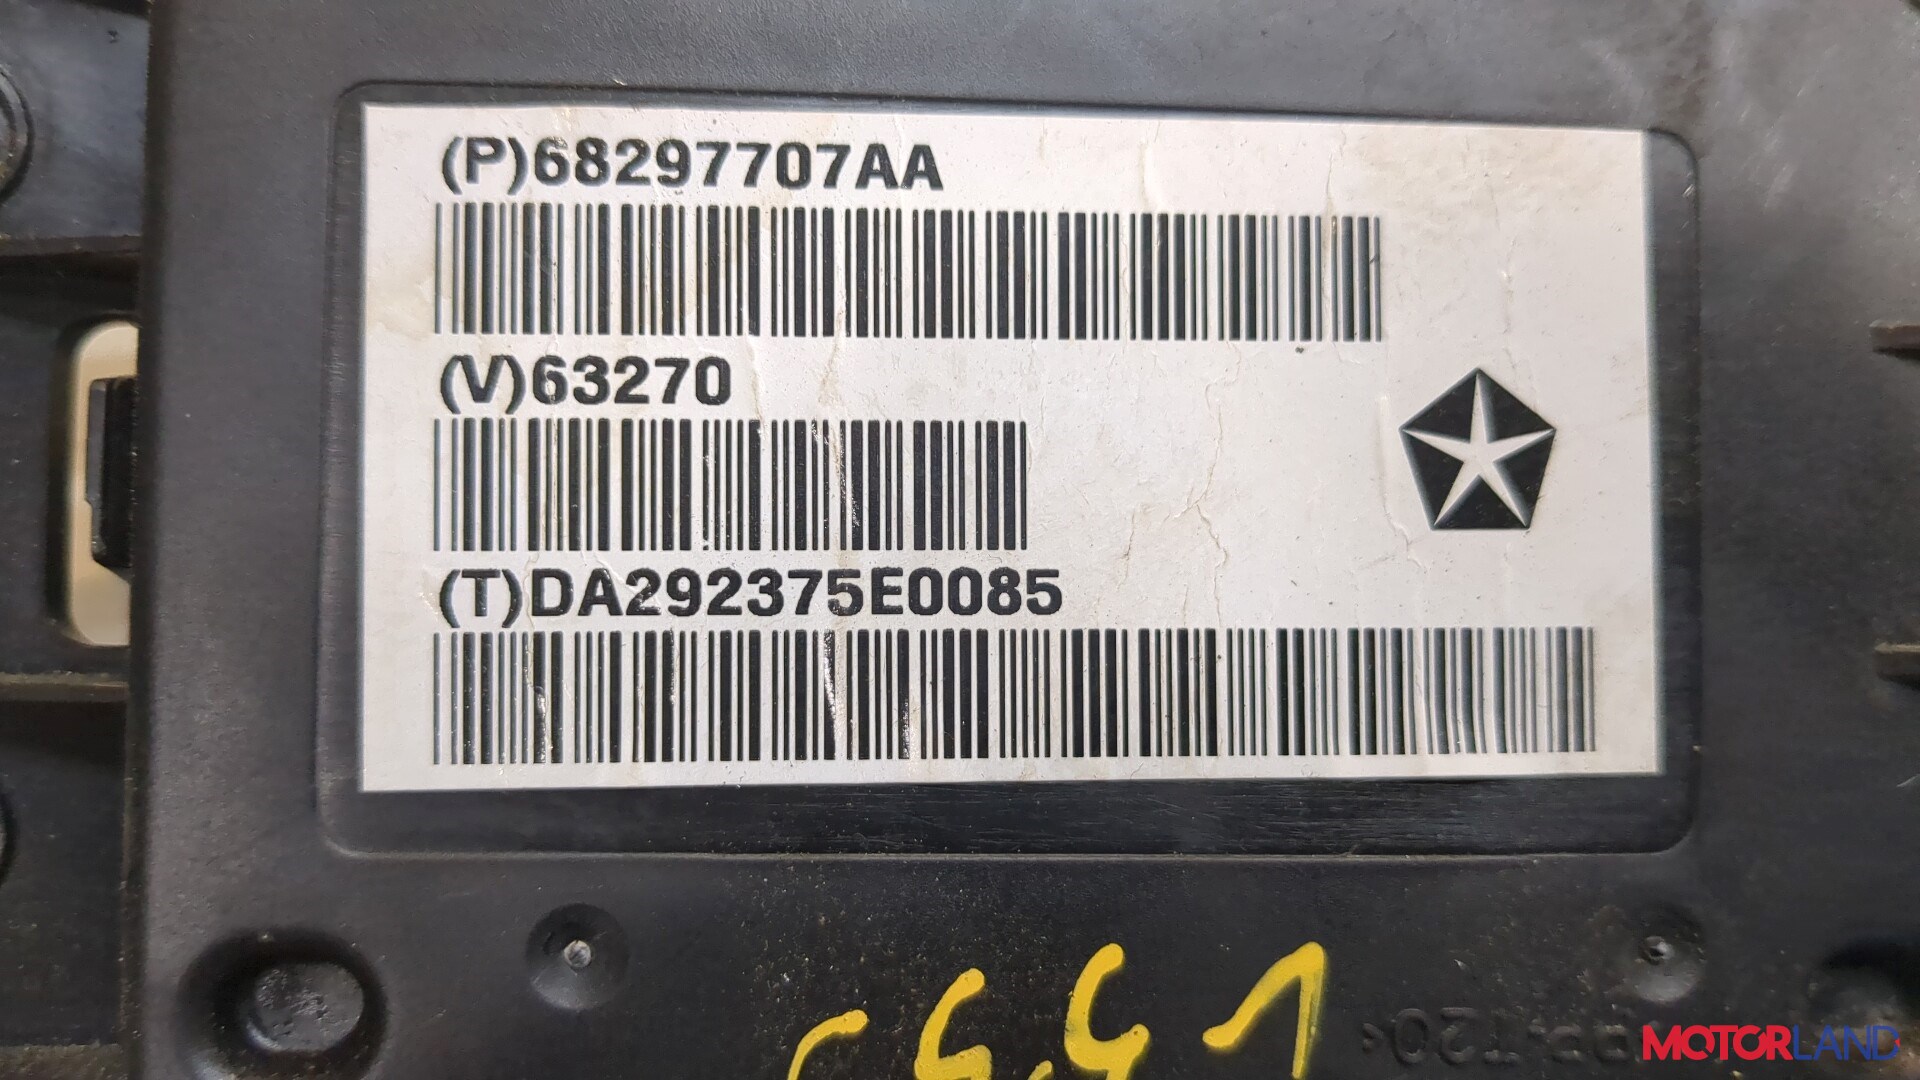 (P)68297707AA
(V)63270
(T)DA292375E0085
MOTORLAND